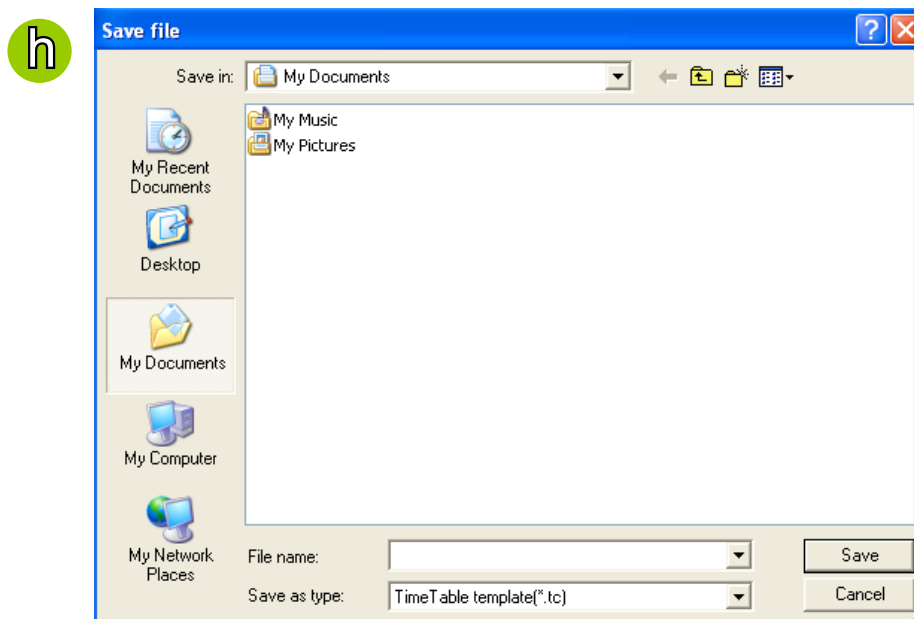 h
Save file
Save in: My Documents
My Music
My Pictures
My Recent
Documents
Desktop
My Documents
My Computer
My Network
Places
File name:
Save
Save as type: TimeTable template(*.tc)
Cancel